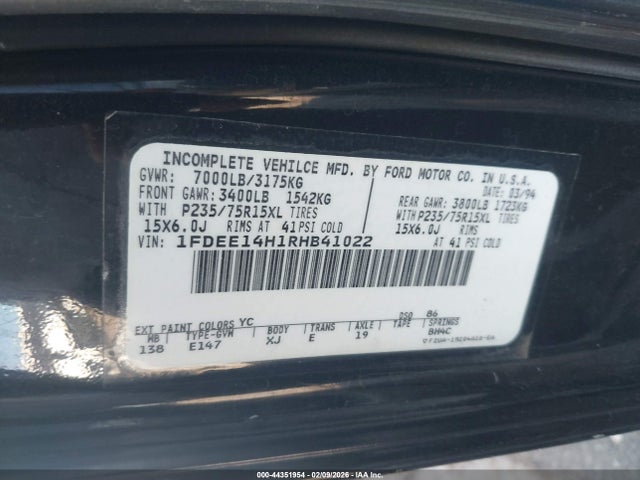 INCOMPLETE VEHILCE MFD. BY FORD MOTOR CO. IN U.S.A.
GVWR: 7000LB/3175KG DATE: 03/94
FRONT GAWR: 3400LB 1542KG REAR GAWR: 3800LB 1723KG
WITH P235/75R15XL TIRES WITH P235/75R15XL TIRES
15X6.0J RIMS AT 41 PSI COLD 15X6.0J RIMS
VIN: 1FDEE14H1RHB41022 AT 41 PSI COLD
EXT PAINT COLORS YC DSO 86
WB TYPE-GVW BODY TRANS AXLE TAPE SPRINGS
138 E147 XJ E 19 8H4C
000-44351954 | 02/09/2026 - IAA Inc.